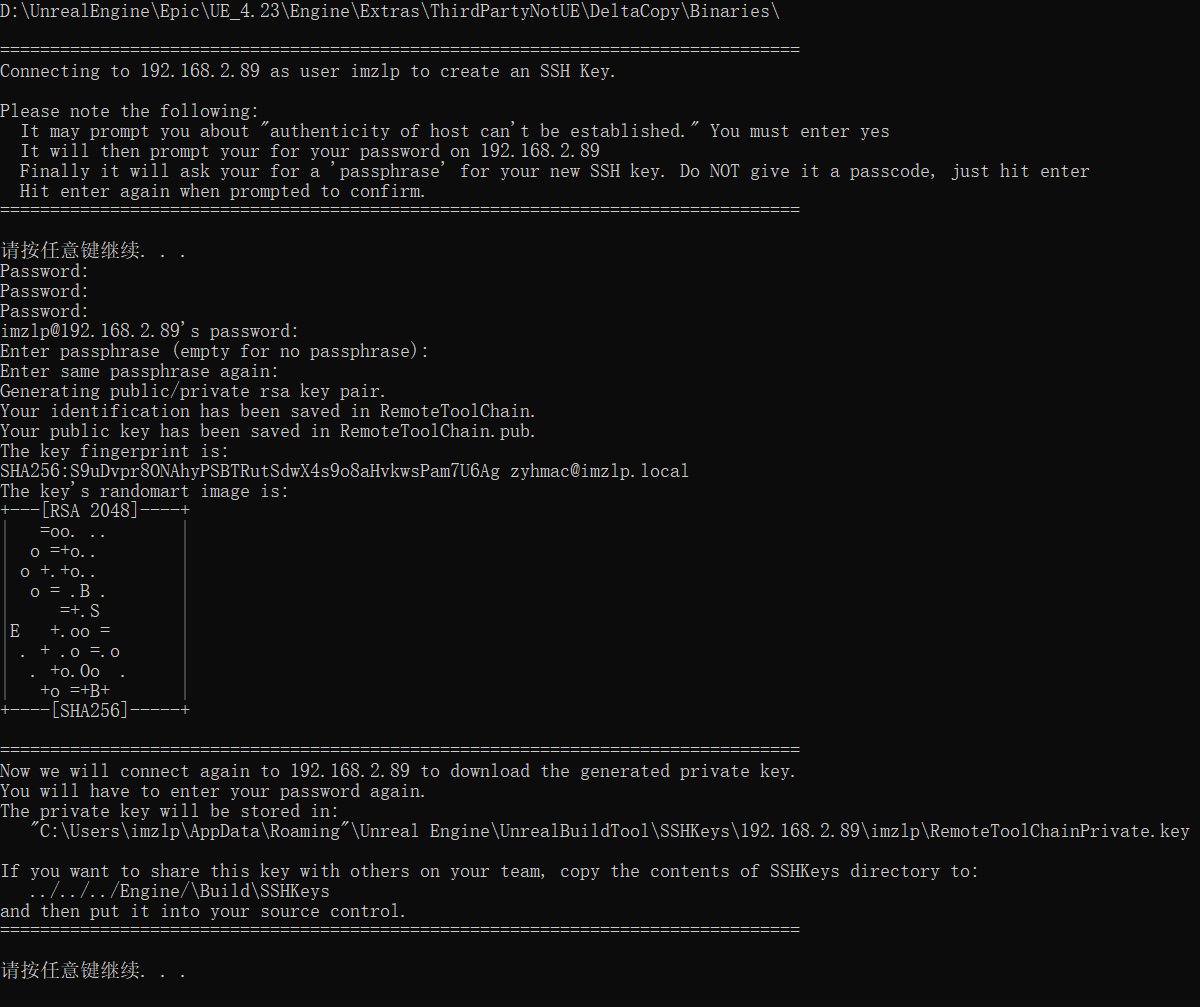 D:\UnrealEngine\Epic\UE_4.23\Engine\Extras\ThirdPartyNotUE\DeltaCopy\Binaries\
================================================================================
Connecting to 192.168.2.89 as user imzlp to create an SSH Key.
Please note the following:
  It may prompt you about "authenticity of host can't be established." You must enter yes
  It will then prompt your for your password on 192.168.2.89
  Finally it will ask your for a 'passphrase' for your new SSH key. Do NOT give it a passcode, just hit enter
  Hit enter again when prompted to confirm.
================================================================================
请按任意键继续. . .
Password:
Password:
Password:
imzlp@192.168.2.89's password:
Enter passphrase (empty for no passphrase):
Enter same passphrase again:
Generating public/private rsa key pair.
Your identification has been saved in RemoteToolChain.
Your public key has been saved in RemoteToolChain.pub.
The key fingerprint is:
SHA256:S9uDvpr8ONAhyPSBTRutSdwX4s9o8aHvkwsPam7U6Ag zyhmac@imzlp.local
The key's randomart image is:
+---[RSA 2048]----+
|   =oo. ..       |
|  o =+o..        |
| o +.+o..        |
|  o = .B .       |
|     =+.S        |
|E   +.oo =       |
| . + .o =.o      |
|  . +o.Oo  .     |
|   +o =+B+       |
+----[SHA256]-----+
================================================================================
Now we will connect again to 192.168.2.89 to download the generated private key.
You will have to enter your password again.
The private key will be stored in:
   "C:\Users\imzlp\AppData\Roaming"\Unreal Engine\UnrealBuildTool\SSHKeys\192.168.2.89\imzlp\RemoteToolChainPrivate.key
If you want to share this key with others on your team, copy the contents of SSHKeys directory to:
   ../../../Engine/\Build\SSHKeys
and then put it into your source control.
================================================================================
请按任意键继续. . .